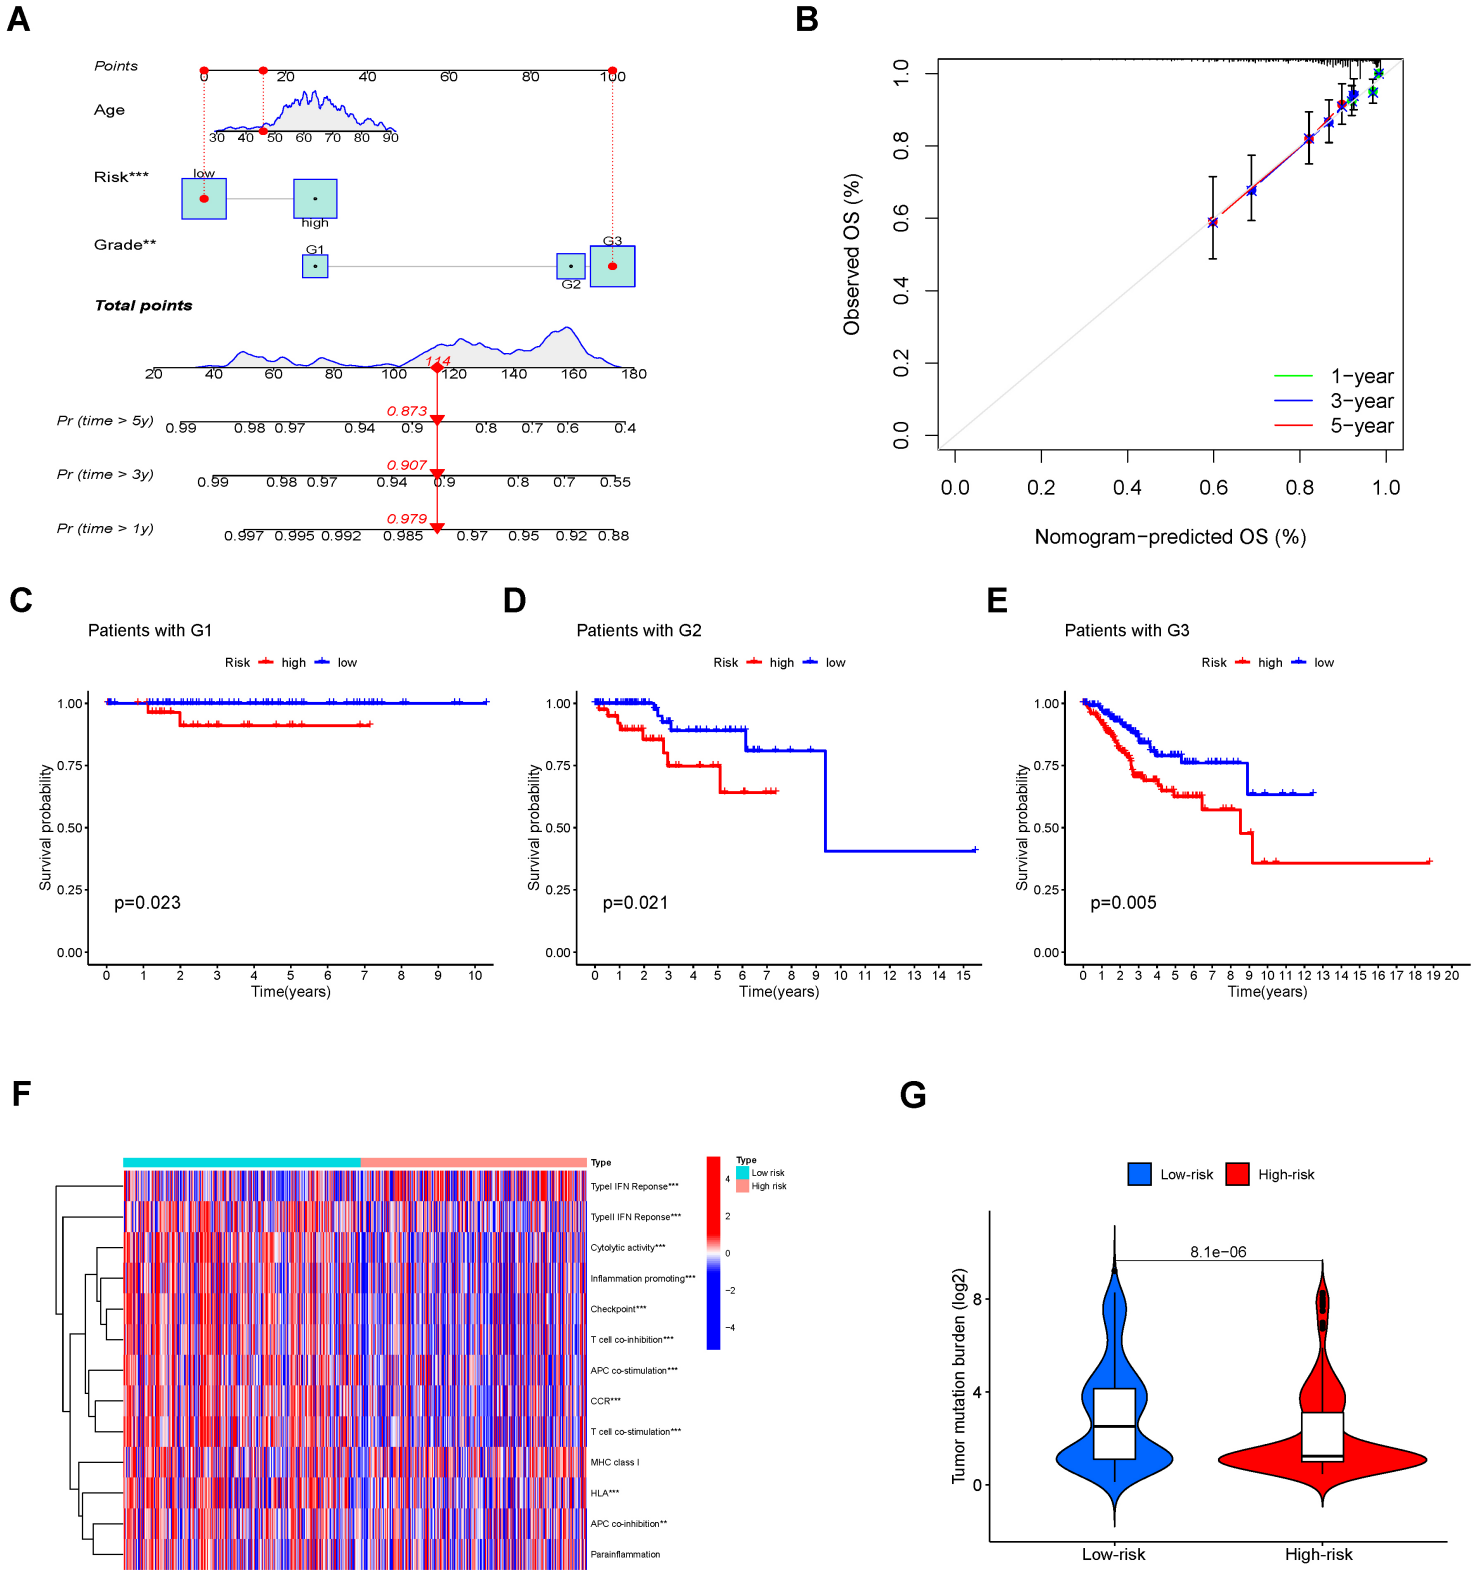 A
Points
0 20 40 60 80 100
Age
30 40 50 60 70 80 90
Risk***
low
high
Grade**
G1
G2
G3
Total points
114
20 40 60 80 100 120 140 160 180
0.873
Pr (time > 5y)
0.99 0.98 0.97 0.94 0.9 0.8 0.7 0.6 0.4
0.907
Pr (time > 3y)
0.99 0.98 0.97 0.94 0.9 0.8 0.7 0.55
0.979
Pr (time > 1y)
0.997 0.995 0.992 0.985 0.97 0.95 0.92 0.88
B
Observed OS (%)
1.0
0.8
0.6
0.4
0.2
0.0
1−year
3−year
5−year
0.0 0.2 0.4 0.6 0.8 1.0
Nomogram−predicted OS (%)
C
Patients with G1
Risk high low
Survival probability
1.00
0.75
0.50
0.25
0.00
p=0.023
0 1 2 3 4 5 6 7 8 9 10
Time(years)
D
Patients with G2
Risk high low
Survival probability
1.00
0.75
0.50
0.25
0.00
p=0.021
0 1 2 3 4 5 6 7 8 9 10 11 12 13 14 15
Time(years)
E
Patients with G3
Risk high low
Survival probability
1.00
0.75
0.50
0.25
0.00
p=0.005
0 1 2 3 4 5 6 7 8 9 10 11 12 13 14 15 16 17 18 19 20
Time(years)
F
Type
TypeI IFN Reponse***
TypeII IFN Reponse***
Cytolytic activity***
Inflammation promoting***
Checkpoint***
T cell co-inhibition***
APC co-stimulation***
CCR***
T cell co-stimulation***
MHC class I
HLA***
APC co-inhibition**
Parainflammation
4
2
0
−2
−4
Type
Low risk
High risk
G
Low-risk High-risk
8.1e−06
Tumor mutation burden (log2)
8
4
0
Low-risk High-risk